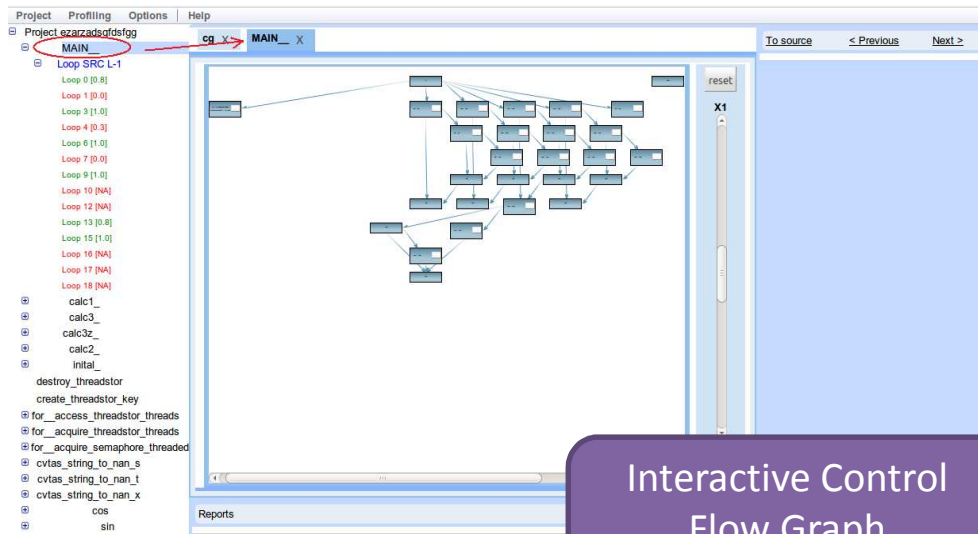 Project Profiling Options Help
Project ezarzadsqfdsfgg
MAIN__
Loop SRC L-1
Loop 0 [0.8]
Loop 1 [0.0]
Loop 3 [1.0]
Loop 4 [0.3]
Loop 6 [1.0]
Loop 7 [0.0]
Loop 9 [1.0]
Loop 10 [NA]
Loop 12 [NA]
Loop 13 [0.8]
Loop 15 [1.0]
Loop 16 [NA]
Loop 17 [NA]
Loop 18 [NA]
calc1_
calc3_
calc3z_
calc2_
inital_
destroy_threadstor
create_threadstor_key
for__access_threadstor_threads
for__acquire_threadstor_threads
for__acquire_semaphore_threaded
cvtas_string_to_nan_s
cvtas_string_to_nan_t
cvtas_string_to_nan_x
cos
sin
cg X MAIN__ X
reset
X1
Reports
To source < Previous Next >
Interactive Control
Flow Graph